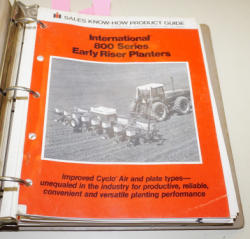 SALES KNOW-HOW PRODUCT GUIDE
International®
800 Series
Early Riser Planters
Improved Cyclo® Air and plate types—
unequaled in the industry for productive, reliable,
convenient and versatile planting performance